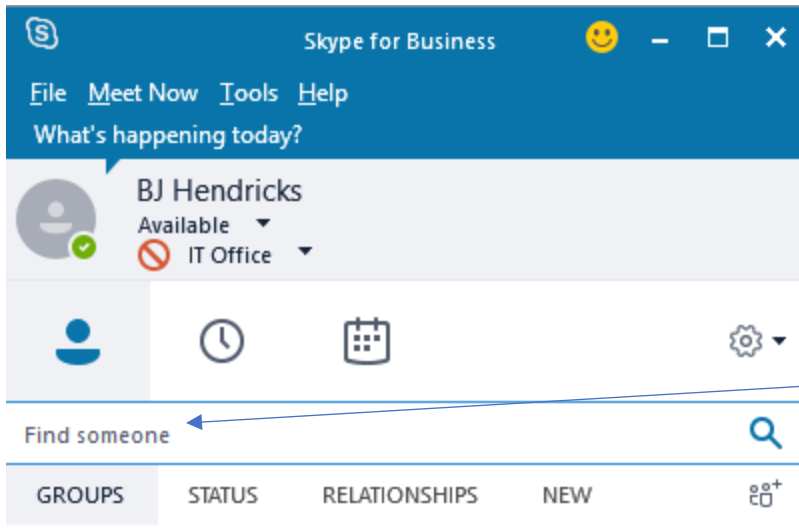 Skype for Business
File Meet Now Tools Help
What's happening today?
BJ Hendricks
Available
IT Office
Find someone
GROUPS STATUS RELATIONSHIPS NEW